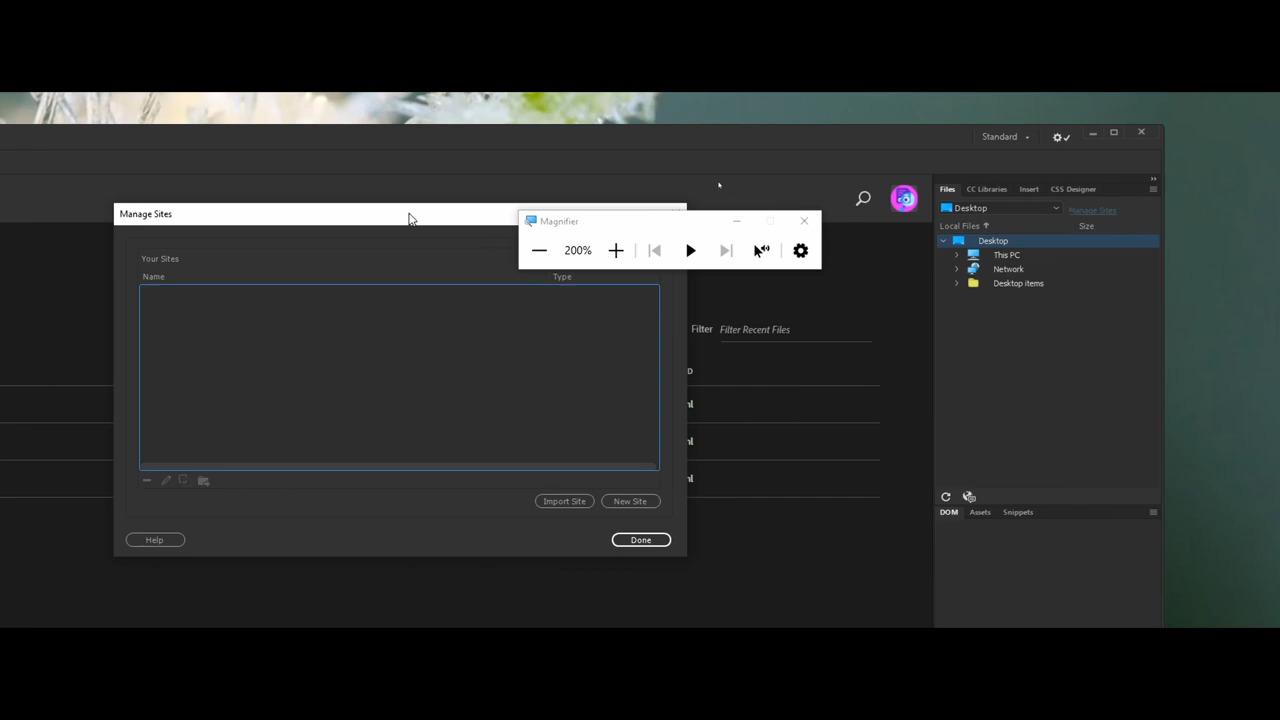 Standard
Files CC Libraries Insert CSS Designer
Desktop Manage Sites
Local Files Size
Desktop
This PC
Network
Desktop items
Manage Sites
Magnifier
200%
Your Sites
Name Type
Filter Filter Recent Files
Import Site New Site
Help Done
DOM Assets Snippets